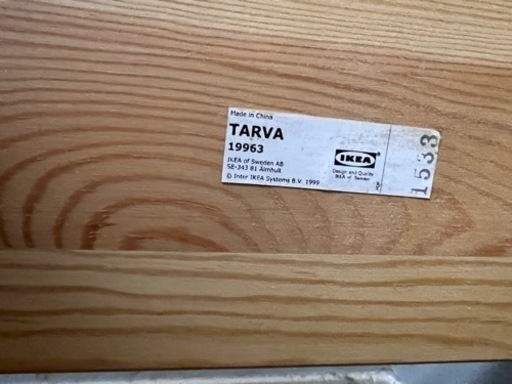 Made in China
TARVA
19963
IKEA of Sweden AB
SE-343 81 Älmhult
© Inter IKEA Systems B.V. 1999
IKEA
Design and Quality
IKEA of Sweden
1533